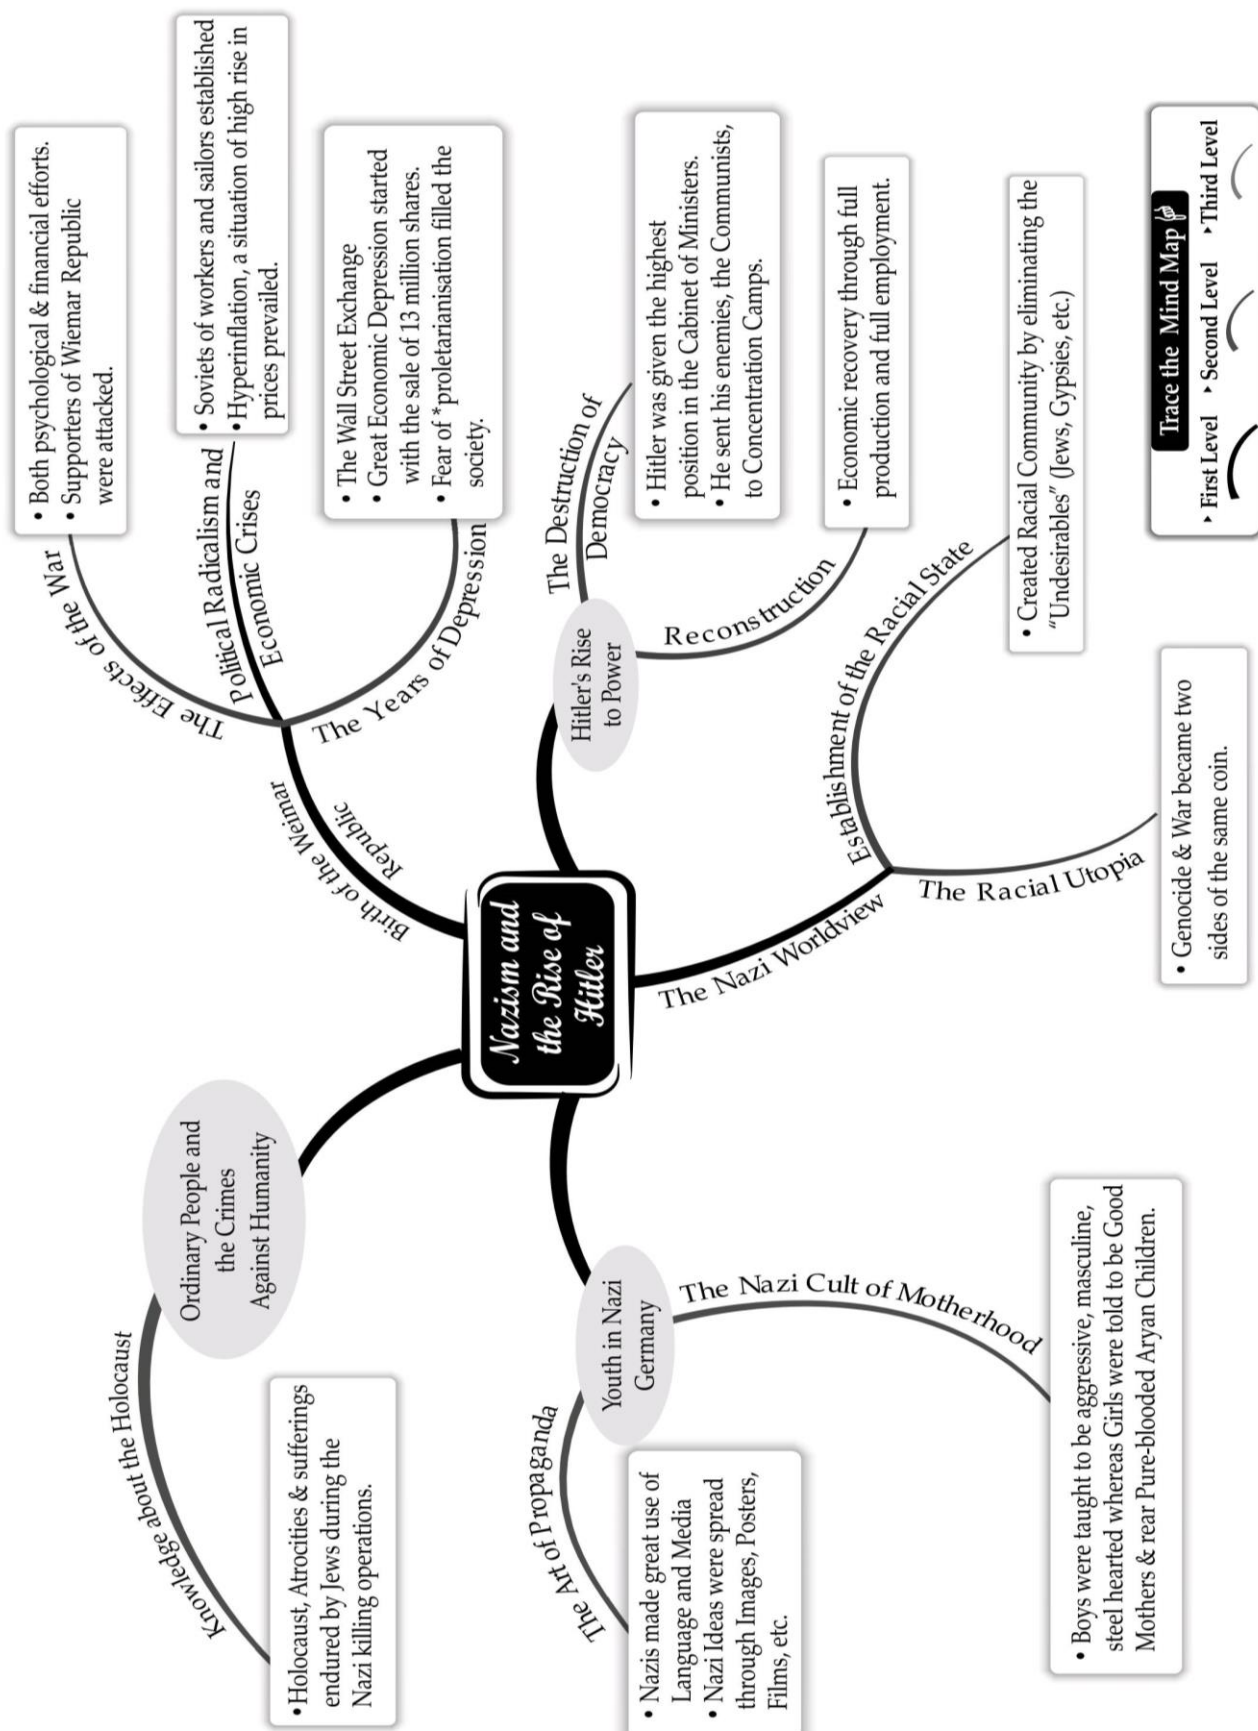 Nazism and
the Rise of
Hitler
Birth of the Weimar
Republic
The Effects of the War
• Both psychological & financial efforts.
• Supporters of Wiemar Republic
were attacked.
Political Radicalism and
Economic Crises
• Soviets of workers and sailors established
• Hyperinflation, a situation of high rise in
prices prevailed.
The Years of Depression
• The Wall Street Exchange
• Great Economic Depression started
with the sale of 13 million shares.
• Fear of *proletarianisation filled the
society.
Hitler's Rise
to Power
The Destruction of
Democracy
• Hitler was given the highest
position in the Cabinet of Ministers.
• He sent his enemies, the Communists,
to Concentration Camps.
Reconstruction
• Economic recovery through full
production and full employment.
The Nazi Worldview
Establishment of the Racial State
• Created Racial Community by eliminating the
“Undesirables” (Jews, Gypsies, etc.)
The Racial Utopia
• Genocide & War became two
sides of the same coin.
Youth in Nazi
Germany
The Nazi Cult of Motherhood
• Boys were taught to be aggressive, masculine,
steel hearted whereas Girls were told to be Good
Mothers & rear Pure-blooded Aryan Children.
The Art of Propaganda
• Nazis made great use of
Language and Media
• Nazi Ideas were spread
through Images, Posters,
Films, etc.
Ordinary People and
the Crimes
Against Humanity
Knowledge about the Holocaust
•Holocaust, Atrocities & sufferings
endured by Jews during the
Nazi killing operations.
Trace the Mind Map
▸ First Level ▸ Second Level ▸ Third Level